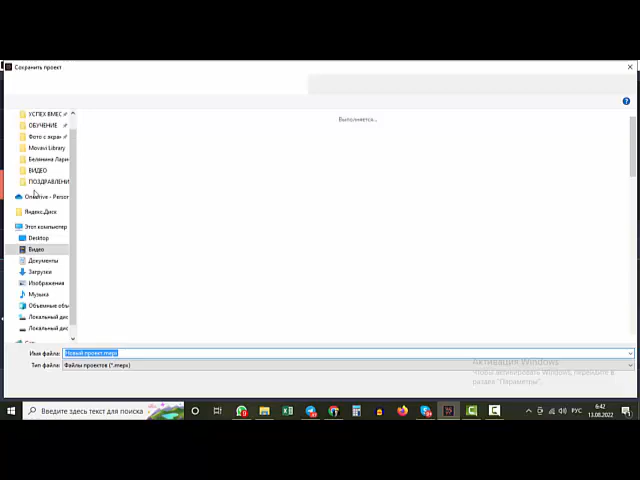 Сохранить проект
УСПЕХ ВМЕС
ОБУЧЕНИЕ
Фото с экран
Movavi Library
Белянина Лари
ВИДЕО
ПОЗДРАВЛЕНИ
OneDrive - Person
Яндекс.Диск
Этот компьютер
Desktop
Видео
Документы
Загрузки
Изображения
Музыка
Объемные объ
Локальный дис
Локальный дис
Выполняется...
Имя файла: Новый проект.mepx
Тип файла: Файлы проектов (*.mepx)
Активация Windows
Чтобы активировать Windows, перейдите в
раздел "Параметры".
Введите здесь текст для поиска
РУС
6:42
13.08.2022